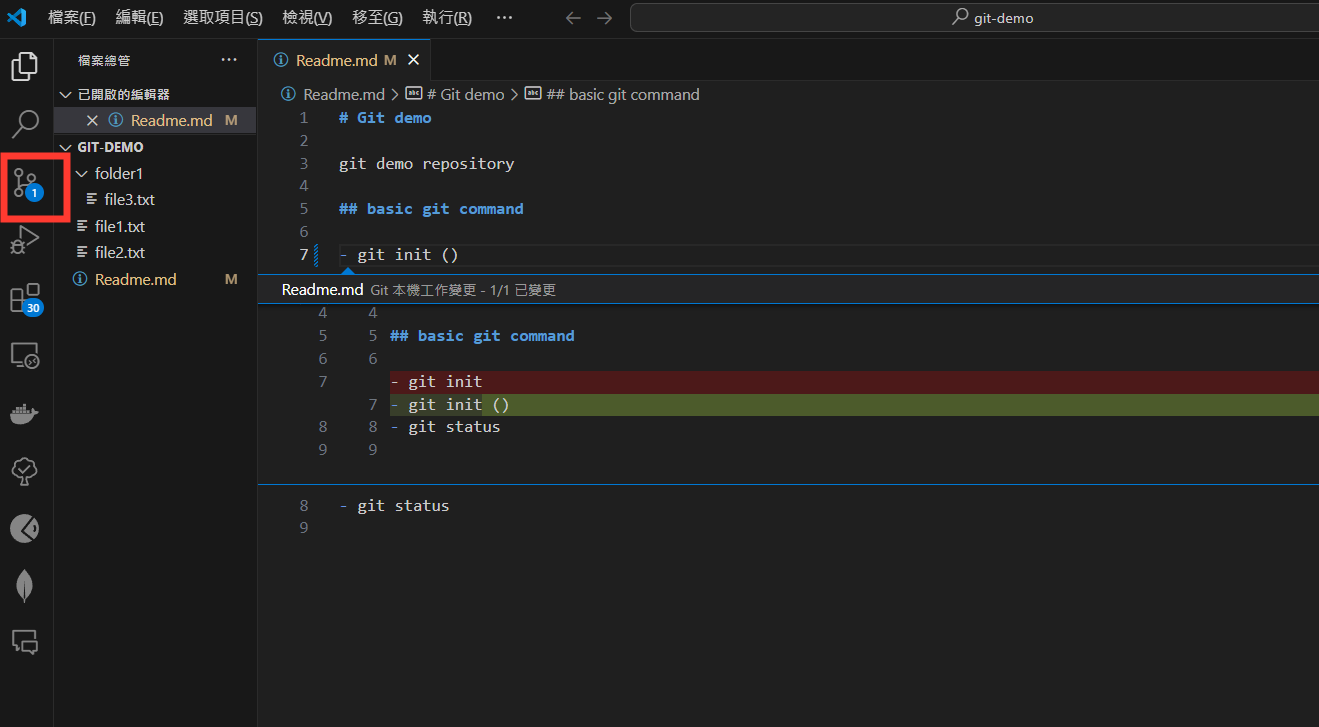 檔案(F) 編輯(E) 選取項目(S) 檢視(V) 移至(G) 執行(R) ··· git-demo
檔案總管 ···
已開啟的編輯器
Readme.md M
GIT-DEMO
folder1
file3.txt
file1.txt
file2.txt
Readme.md M
1
30
Readme.md M
Readme.md > # Git demo > ## basic git command
1 # Git demo
2
3 git demo repository
4
5 ## basic git command
6
7 - git init ()
Readme.md Git 本機工作變更 - 1/1 已變更
4 4
5 5 ## basic git command
6 6
7 - git init
7 - git init ()
8 8 - git status
9 9
8 - git status
9